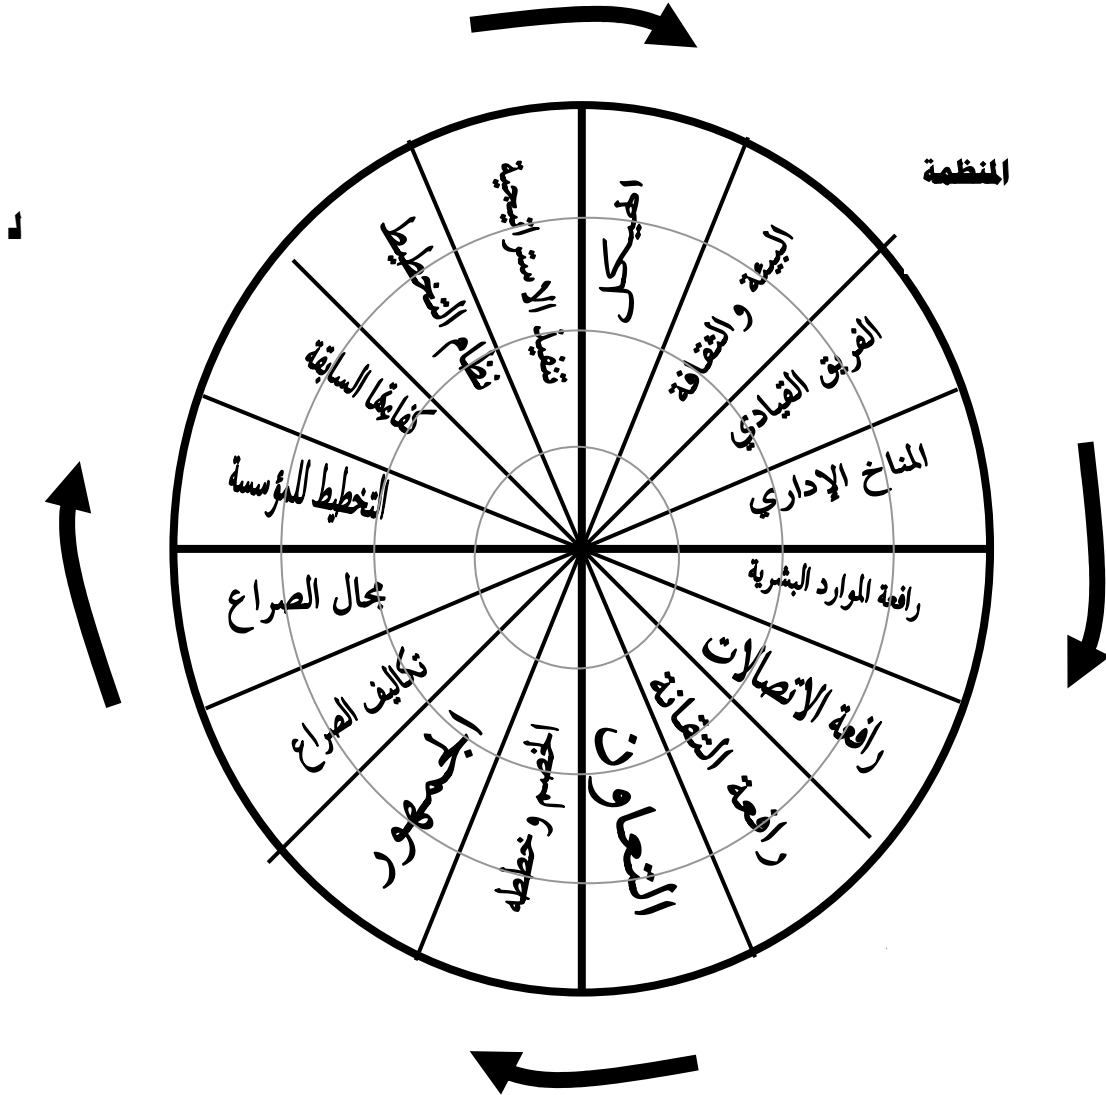 المنظمة
الهيكل
البيئة و الثقافة
الفريق القيادي
المناخ الإداري
رافعة الموارد البشرية
رافعة الاتصالات
رافعة التقانة
التعاون
الخصم وخططه
الجمهور
تكاليف الصراع
مجال الصراع
التخطيط للمؤسسة
كفاءتها السابقة
نظام التخطيط
تنفيذ الاستراتيجية